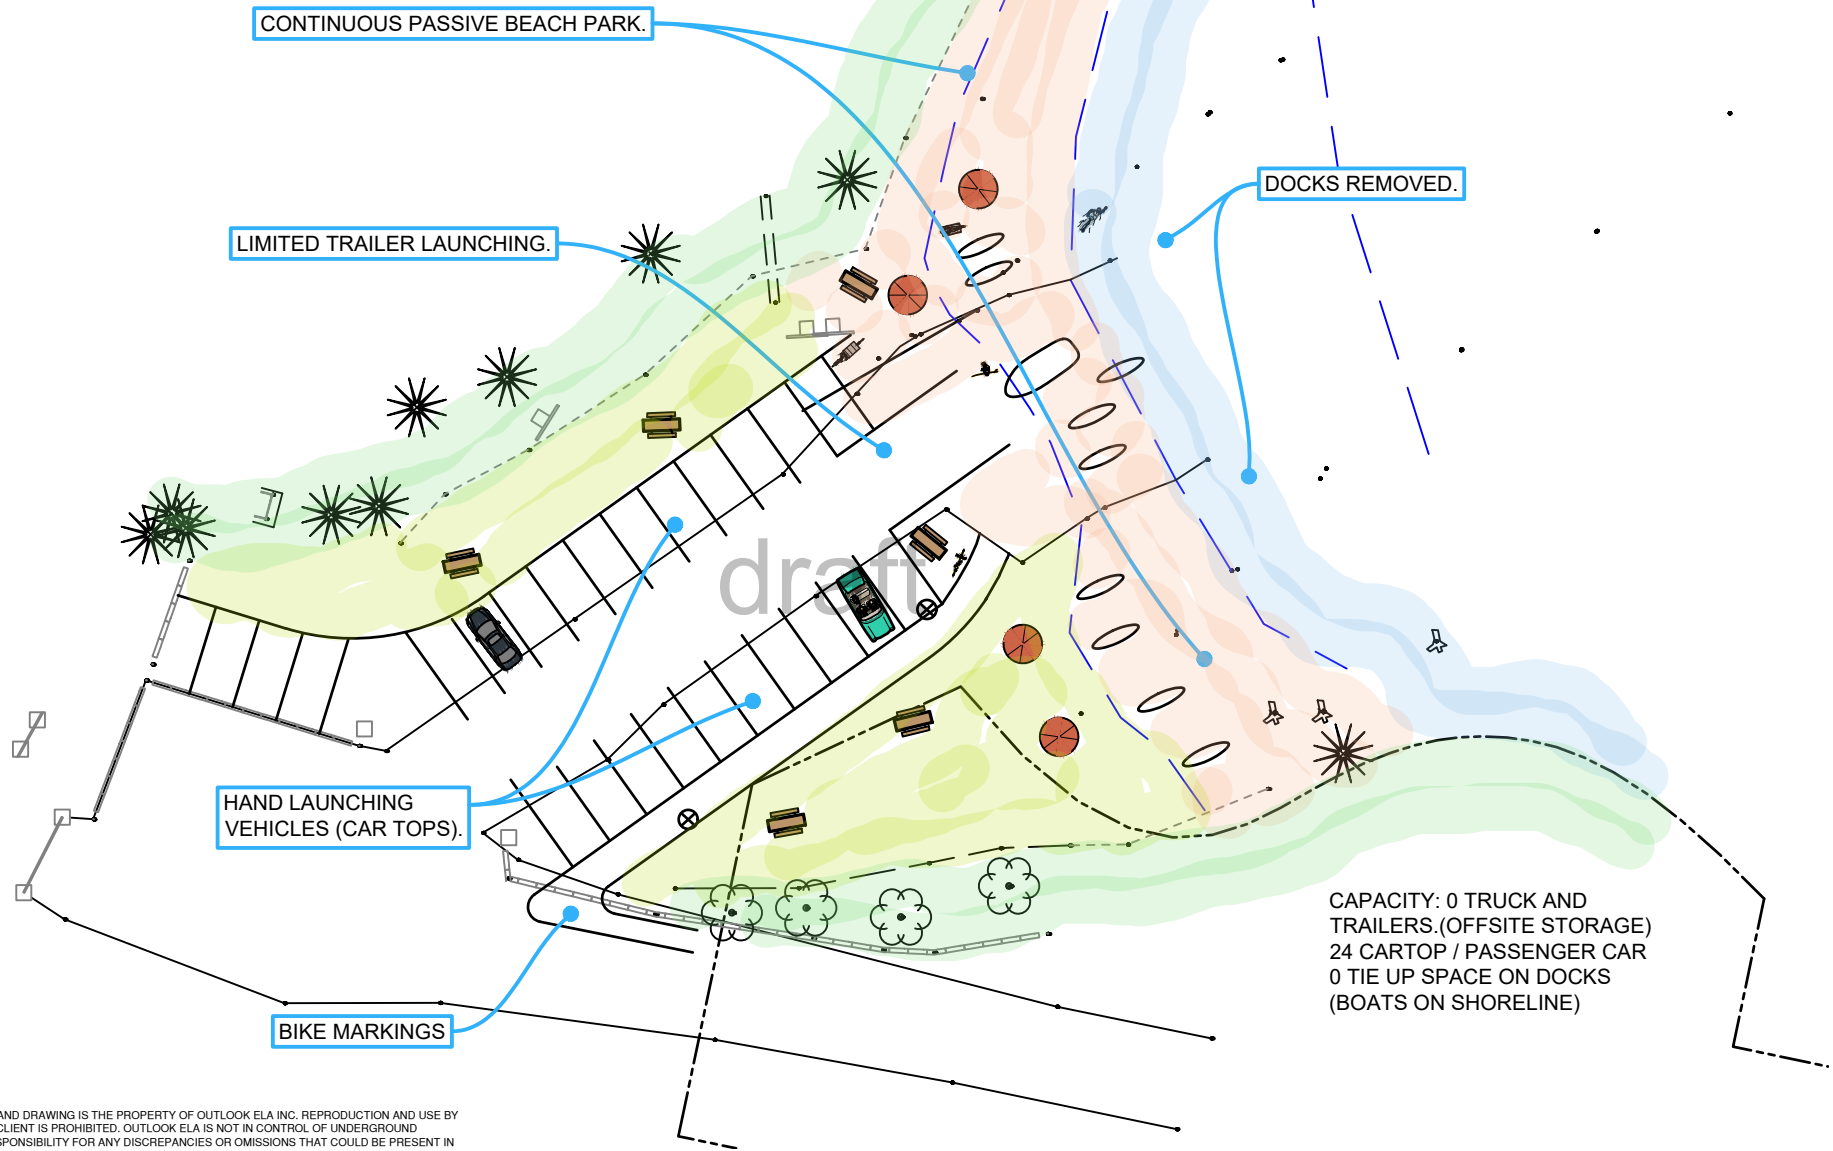 CONTINUOUS PASSIVE BEACH PARK.
DOCKS REMOVED.
LIMITED TRAILER LAUNCHING.
draft
HAND LAUNCHING
VEHICLES (CAR TOPS).
BIKE MARKINGS
CAPACITY: 0 TRUCK AND
TRAILERS.(OFFSITE STORAGE)
24 CARTOP / PASSENGER CAR
0 TIE UP SPACE ON DOCKS
(BOATS ON SHORELINE)
AND DRAWING IS THE PROPERTY OF OUTLOOK ELA INC. REPRODUCTION AND USE BY
CLIENT IS PROHIBITED. OUTLOOK ELA IS NOT IN CONTROL OF UNDERGROUND
SPONSIBILITY FOR ANY DISCREPANCIES OR OMISSIONS THAT COULD BE PRESENT IN